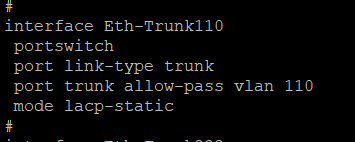 #
interface Eth-Trunk110
 portswitch
 port link-type trunk
 port trunk allow-pass vlan 110
 mode lacp-static
#